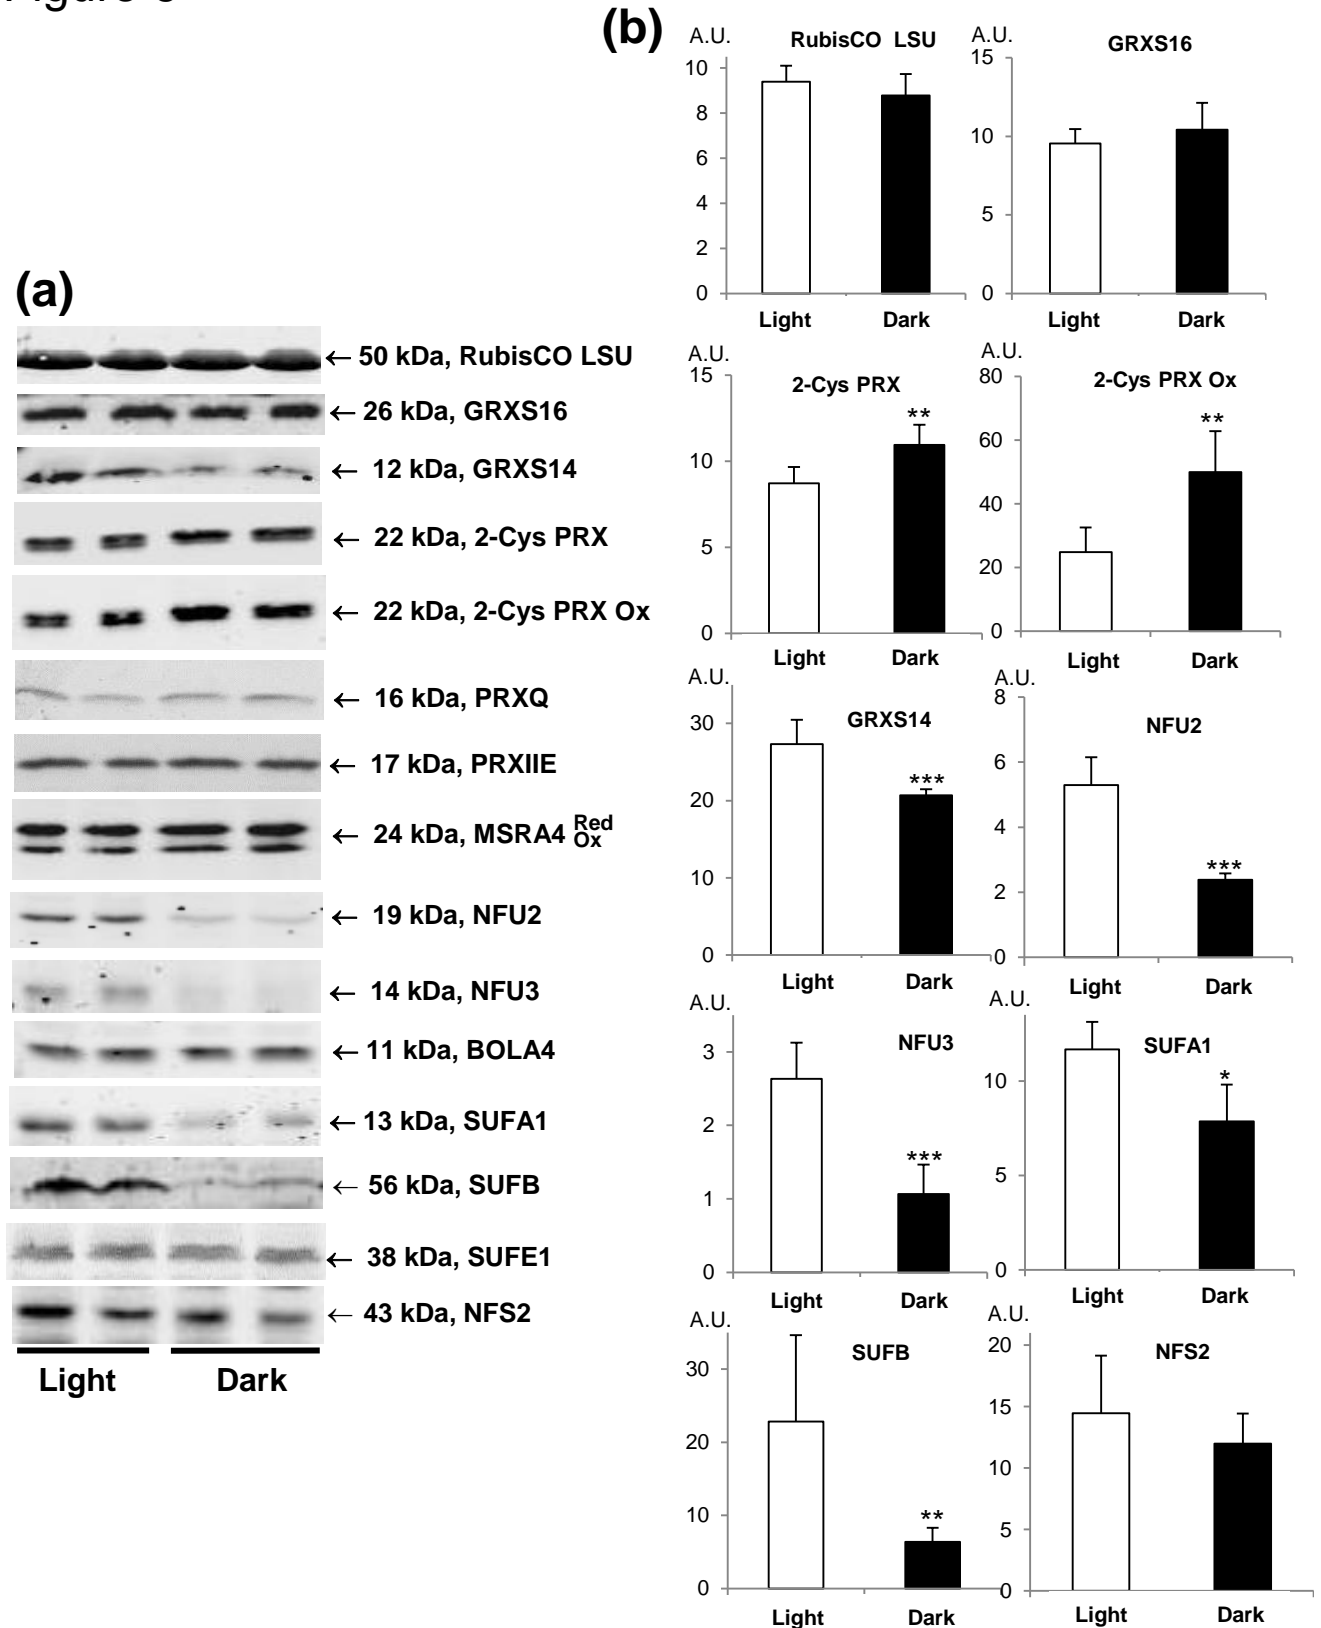 (a)
← 50 kDa, RubisCO LSU
← 26 kDa, GRXS16
← 12 kDa, GRXS14
← 22 kDa, 2-Cys PRX
← 22 kDa, 2-Cys PRX Ox
← 16 kDa, PRXQ
← 17 kDa, PRXIIE
← 24 kDa, MSRA4 Red
Ox
← 19 kDa, NFU2
← 14 kDa, NFU3
← 11 kDa, BOLA4
← 13 kDa, SUFA1
← 56 kDa, SUFB
← 38 kDa, SUFE1
← 43 kDa, NFS2
Light Dark
(b)
A.U.
RubisCO LSU
10
8
6
4
2
0
Light Dark
A.U.
GRXS16
15
10
5
0
Light Dark
A.U.
2-Cys PRX
15
10
5
0
**
Light Dark
A.U.
2-Cys PRX Ox
80
60
40
20
0
**
Light Dark
A.U.
GRXS14
30
20
10
0
***
Light Dark
A.U.
NFU2
8
6
4
2
0
***
Light Dark
A.U.
NFU3
3
2
1
0
***
Light Dark
A.U.
SUFA1
10
5
0
*
Light Dark
A.U.
SUFB
30
20
10
0
**
Light Dark
A.U.
NFS2
20
15
10
5
0
Light Dark